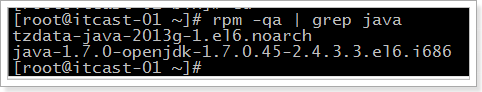 [root@itcast-01 ~]# rpm -qa | grep java
tzdata-java-2013g-1.el6.noarch
java-1.7.0-openjdk-1.7.0.45-2.4.3.3.el6.i686
[root@itcast-01 ~]#